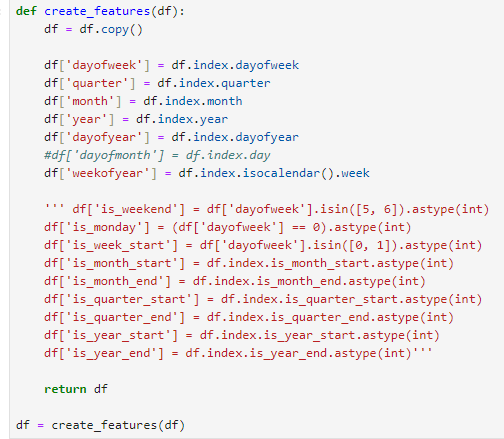 def create_features(df):
    df = df.copy()

    df['dayofweek'] = df.index.dayofweek
    df['quarter'] = df.index.quarter
    df['month'] = df.index.month
    df['year'] = df.index.year
    df['dayofyear'] = df.index.dayofyear
    #df['dayofmonth'] = df.index.day
    df['weekofyear'] = df.index.isocalendar().week

    ''' df['is_weekend'] = df['dayofweek'].isin([5, 6]).astype(int)
    df['is_monday'] = (df['dayofweek'] == 0).astype(int)
    df['is_week_start'] = df['dayofweek'].isin([0, 1]).astype(int)
    df['is_month_start'] = df.index.is_month_start.astype(int)
    df['is_month_end'] = df.index.is_month_end.astype(int)
    df['is_quarter_start'] = df.index.is_quarter_start.astype(int)
    df['is_quarter_end'] = df.index.is_quarter_end.astype(int)
    df['is_year_start'] = df.index.is_year_start.astype(int)
    df['is_year_end'] = df.index.is_year_end.astype(int)'''

    return df

df = create_features(df)